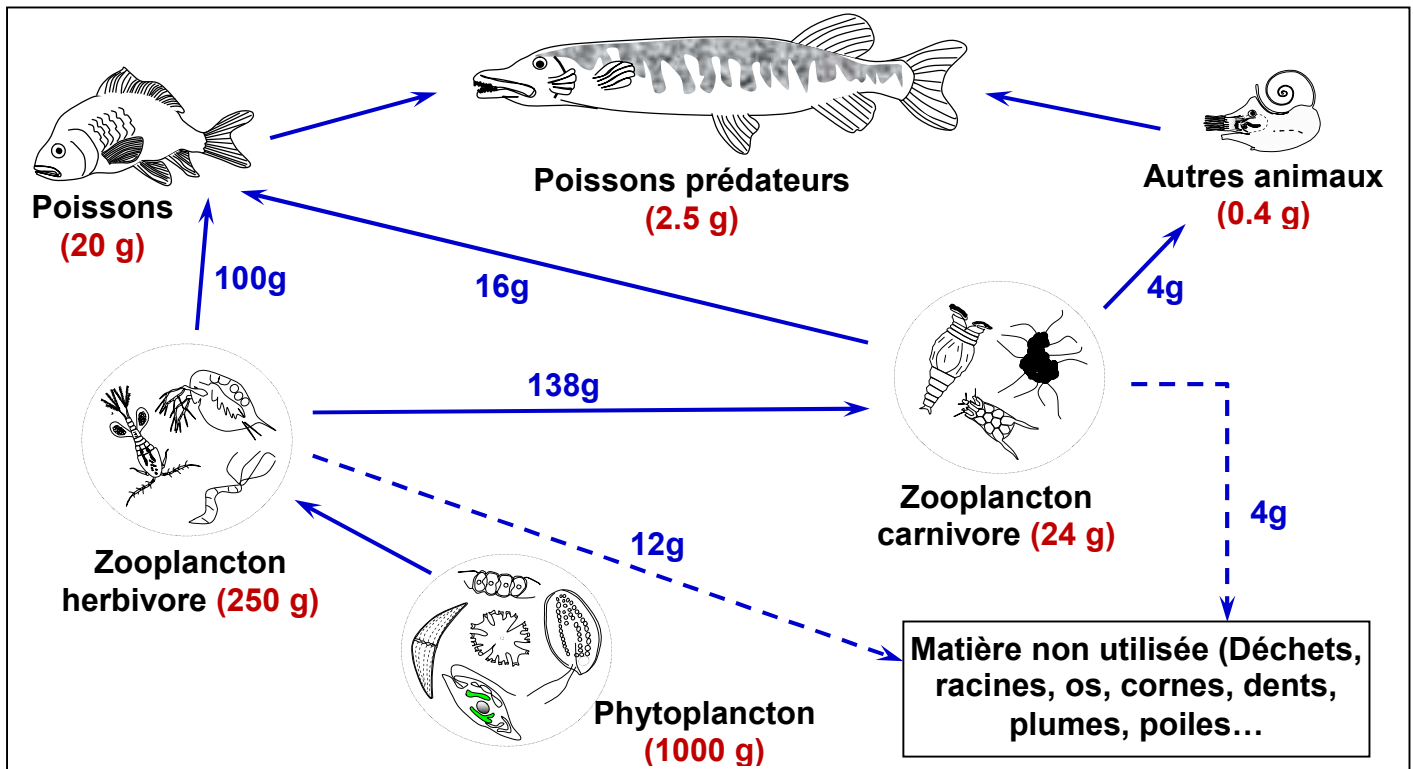 Poissons
(20 g)
Poissons prédateurs
(2.5 g)
Autres animaux
(0.4 g)
100g
16g
4g
138g
Zooplancton
herbivore (250 g)
Zooplancton
carnivore (24 g)
12g
4g
Phytoplancton
(1000 g)
Matière non utilisée (Déchets,
racines, os, cornes, dents,
plumes, poiles…